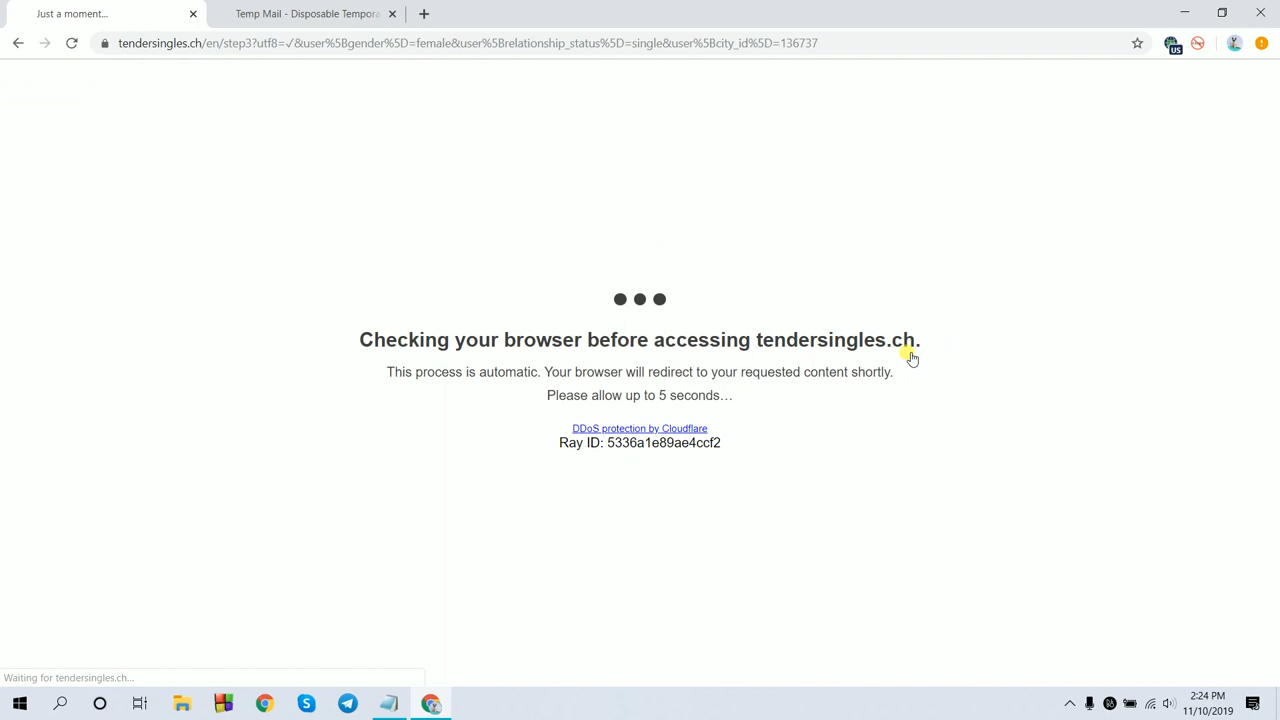 Just a moment...
Temp Mail - Disposable Tempora
tendersingles.ch/en/step3?utf8=✓&user%5Bgender%5D=female&user%5Brelationship_status%5D=single&user%5Bcity_id%5D=136737
US
Checking your browser before accessing tendersingles.ch.
This process is automatic. Your browser will redirect to your requested content shortly.
Please allow up to 5 seconds…
DDoS protection by Cloudflare
Ray ID: 5336a1e89ae4ccf2
Waiting for tendersingles.ch...
2:24 PM
11/10/2019